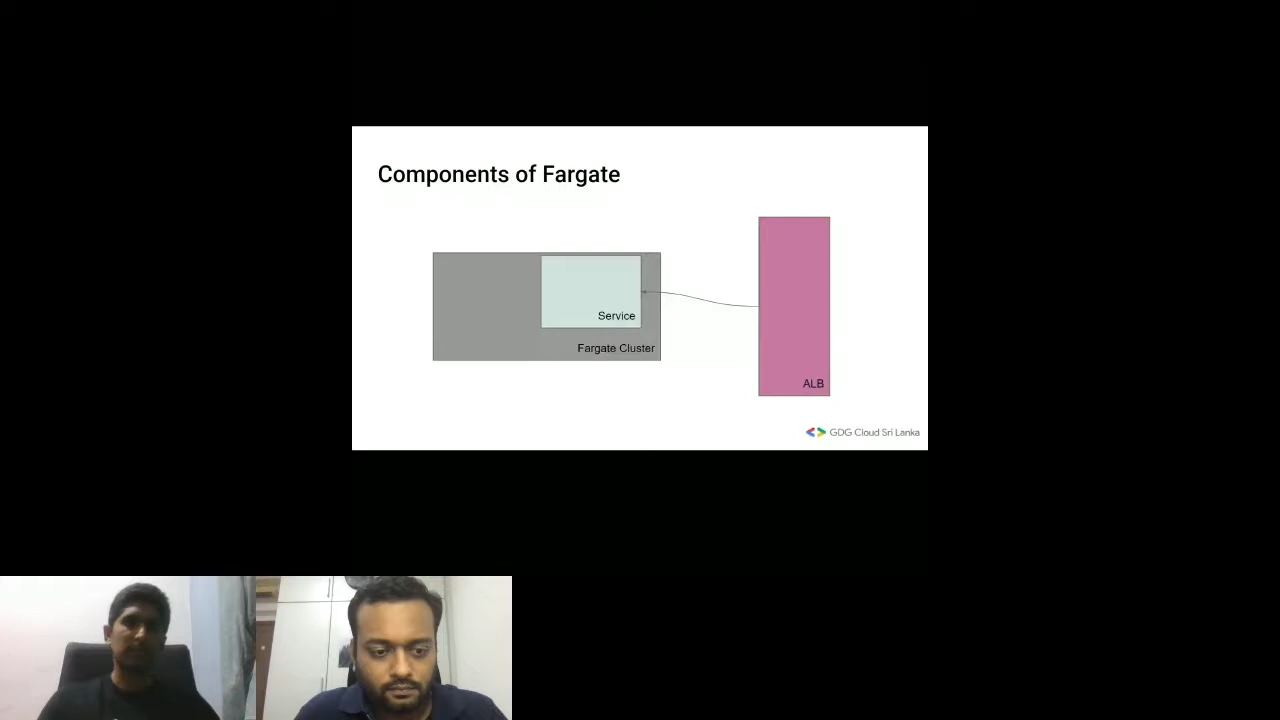 Components of Fargate
Service
Fargate Cluster
ALB
GDG Cloud Sri Lanka